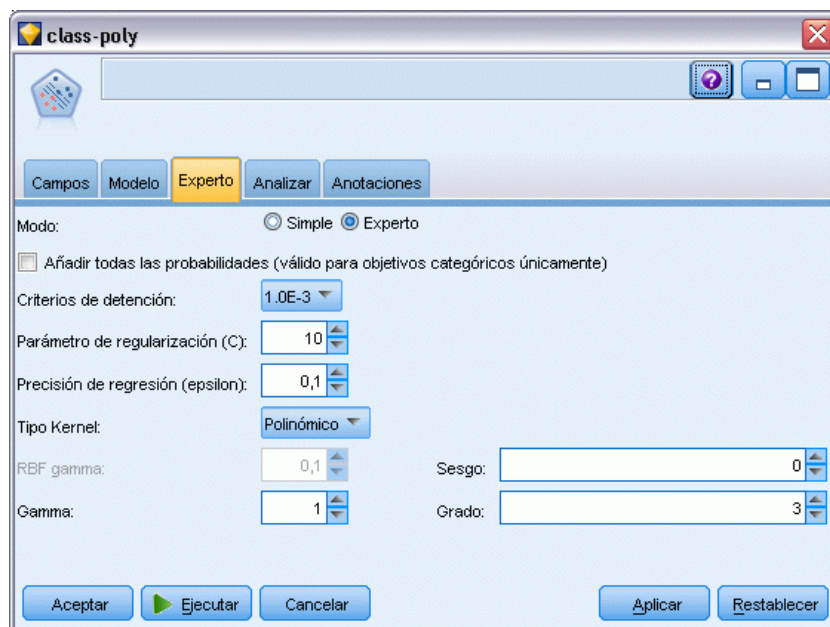 class-poly
Campos Modelo Experto Analizar Anotaciones
Modo: Simple Experto
Añadir todas las probabilidades (válido para objetivos categóricos únicamente)
Criterios de detención: 1.0E-3
Parámetro de regularización (C): 10
Precisión de regresión (epsilon): 0,1
Tipo Kernel: Polinómico
RBF gamma: 0,1 Sesgo: 0
Gamma: 1 Grado: 3
Aceptar Ejecutar Cancelar Aplicar Restablecer